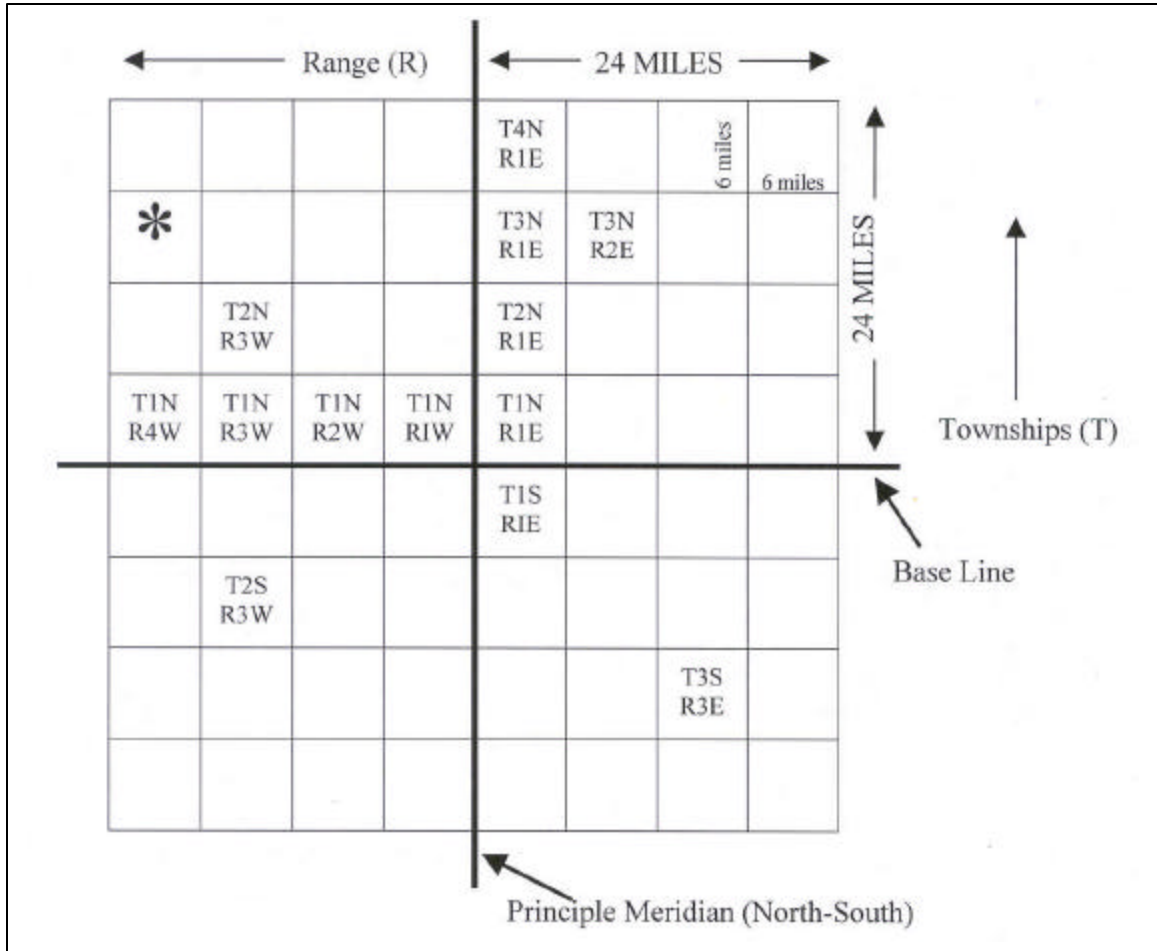 Range (R)
24 MILES
T4N
R1E
6 miles
6 miles
*
T3N
R1E
T3N
R2E
24 MILES
T2N
R3W
T2N
R1E
T1N
R4W
T1N
R3W
T1N
R2W
T1N
RIW
T1N
R1E
Townships (T)
T1S
RIE
Base Line
T2S
R3W
T3S
R3E
Principle Meridian (North-South)